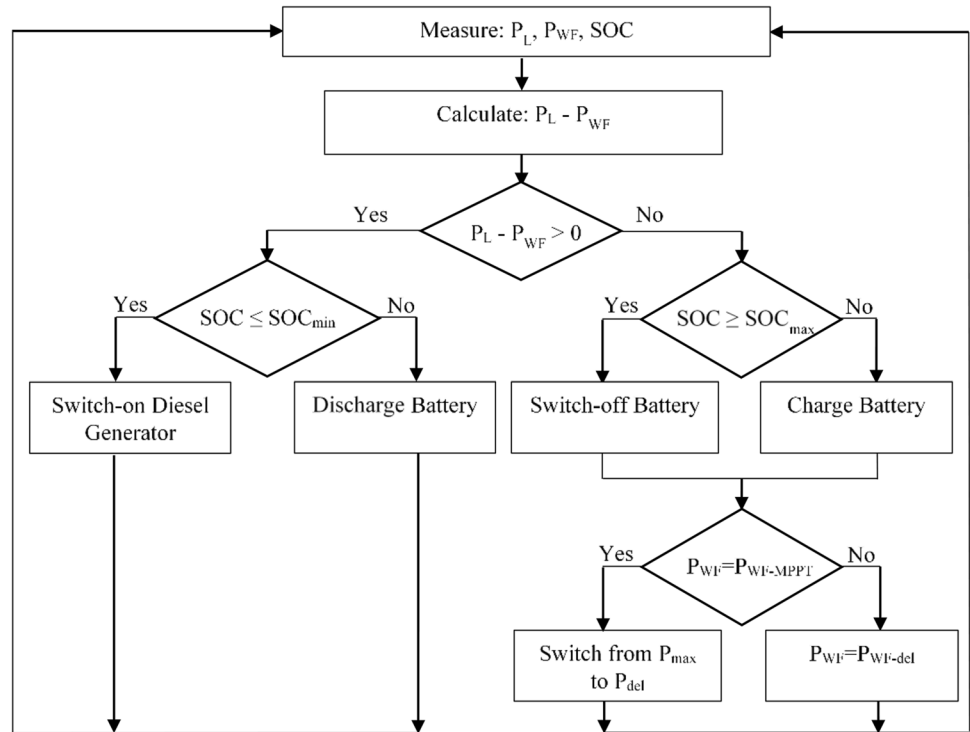 Measure: P_L, P_WF, SOC
Calculate: P_L - P_WF
Yes
No
P_L - P_WF > 0
Yes
SOC ≤ SOC_min
No
Yes
SOC ≥ SOC_max
No
Switch-on Diesel
Generator
Discharge Battery
Switch-off Battery
Charge Battery
Yes
P_WF=P_WF-MPPT
No
Switch from P_max
to P_del
P_WF=P_WF-del